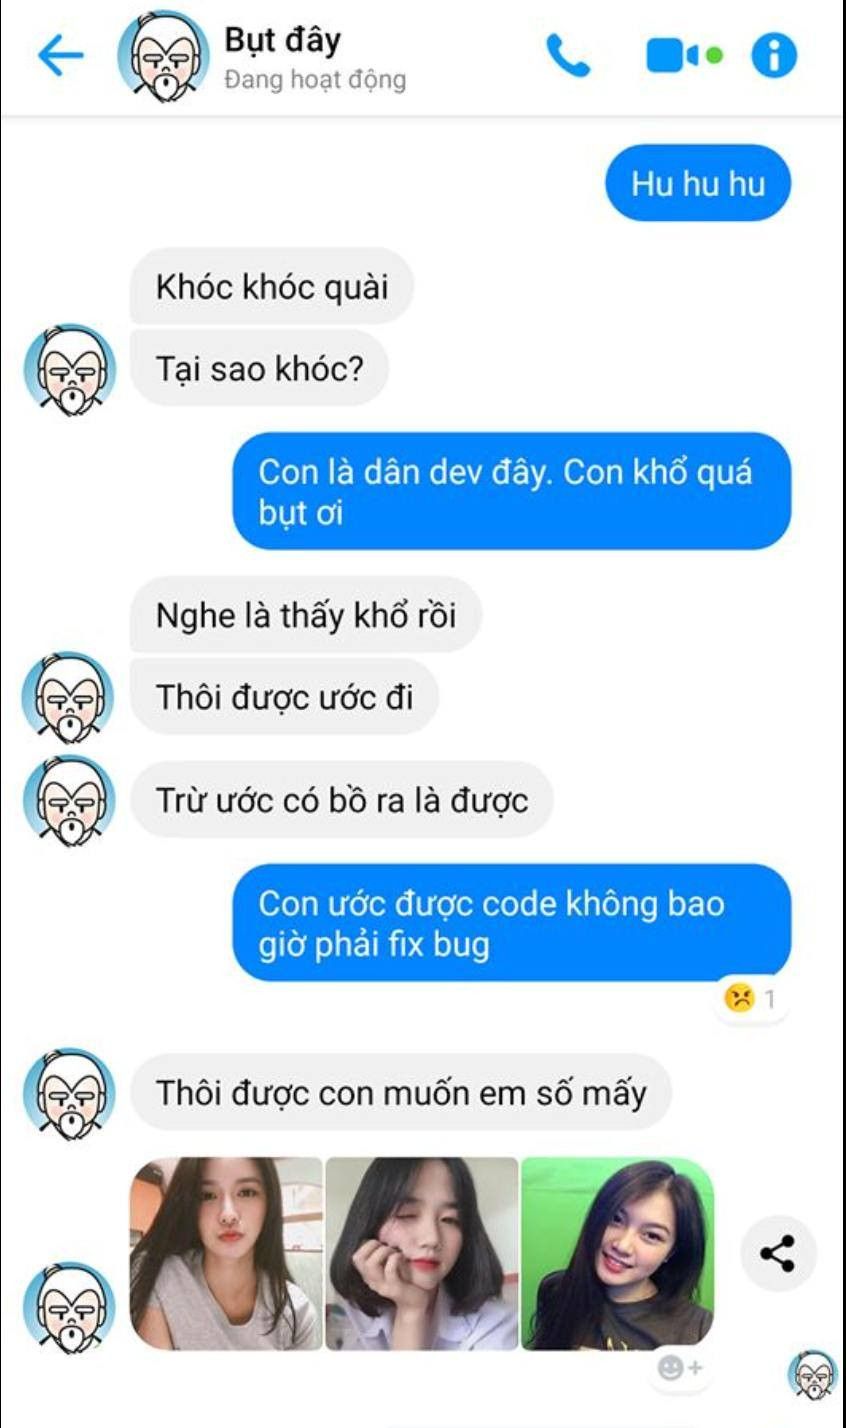 Bụt đây
Đang hoạt động
Hu hu hu
Khóc khóc quài
Tại sao khóc?
Con là dân dev đây. Con khổ quá
bụt ơi
Nghe là thấy khổ rồi
Thôi được ước đi
Trừ ước có bồ ra là được
Con ước được code không bao
giờ phải fix bug
1
Thôi được con muốn em số mấy